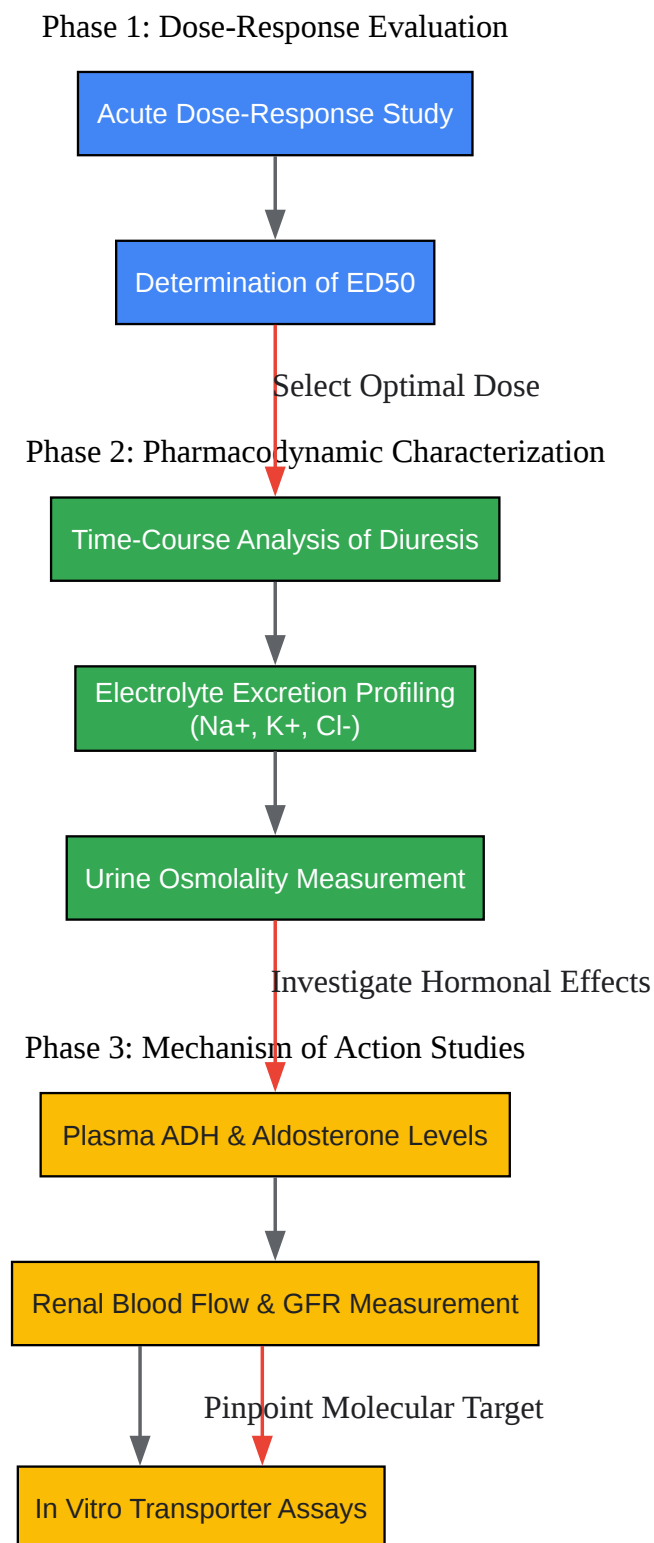 Phase 1: Dose-Response Evaluation
Acute Dose-Response Study
Determination of ED50
Select Optimal Dose
Phase 2: Pharmacodynamic Characterization
Time-Course Analysis of Diuresis
Electrolyte Excretion Profiling
(Na+, K+, Cl-)
Urine Osmolality Measurement
Investigate Hormonal Effects
Phase 3: Mechanism of Action Studies
Plasma ADH & Aldosterone Levels
Renal Blood Flow & GFR Measurement
Pinpoint Molecular Target
In Vitro Transporter Assays